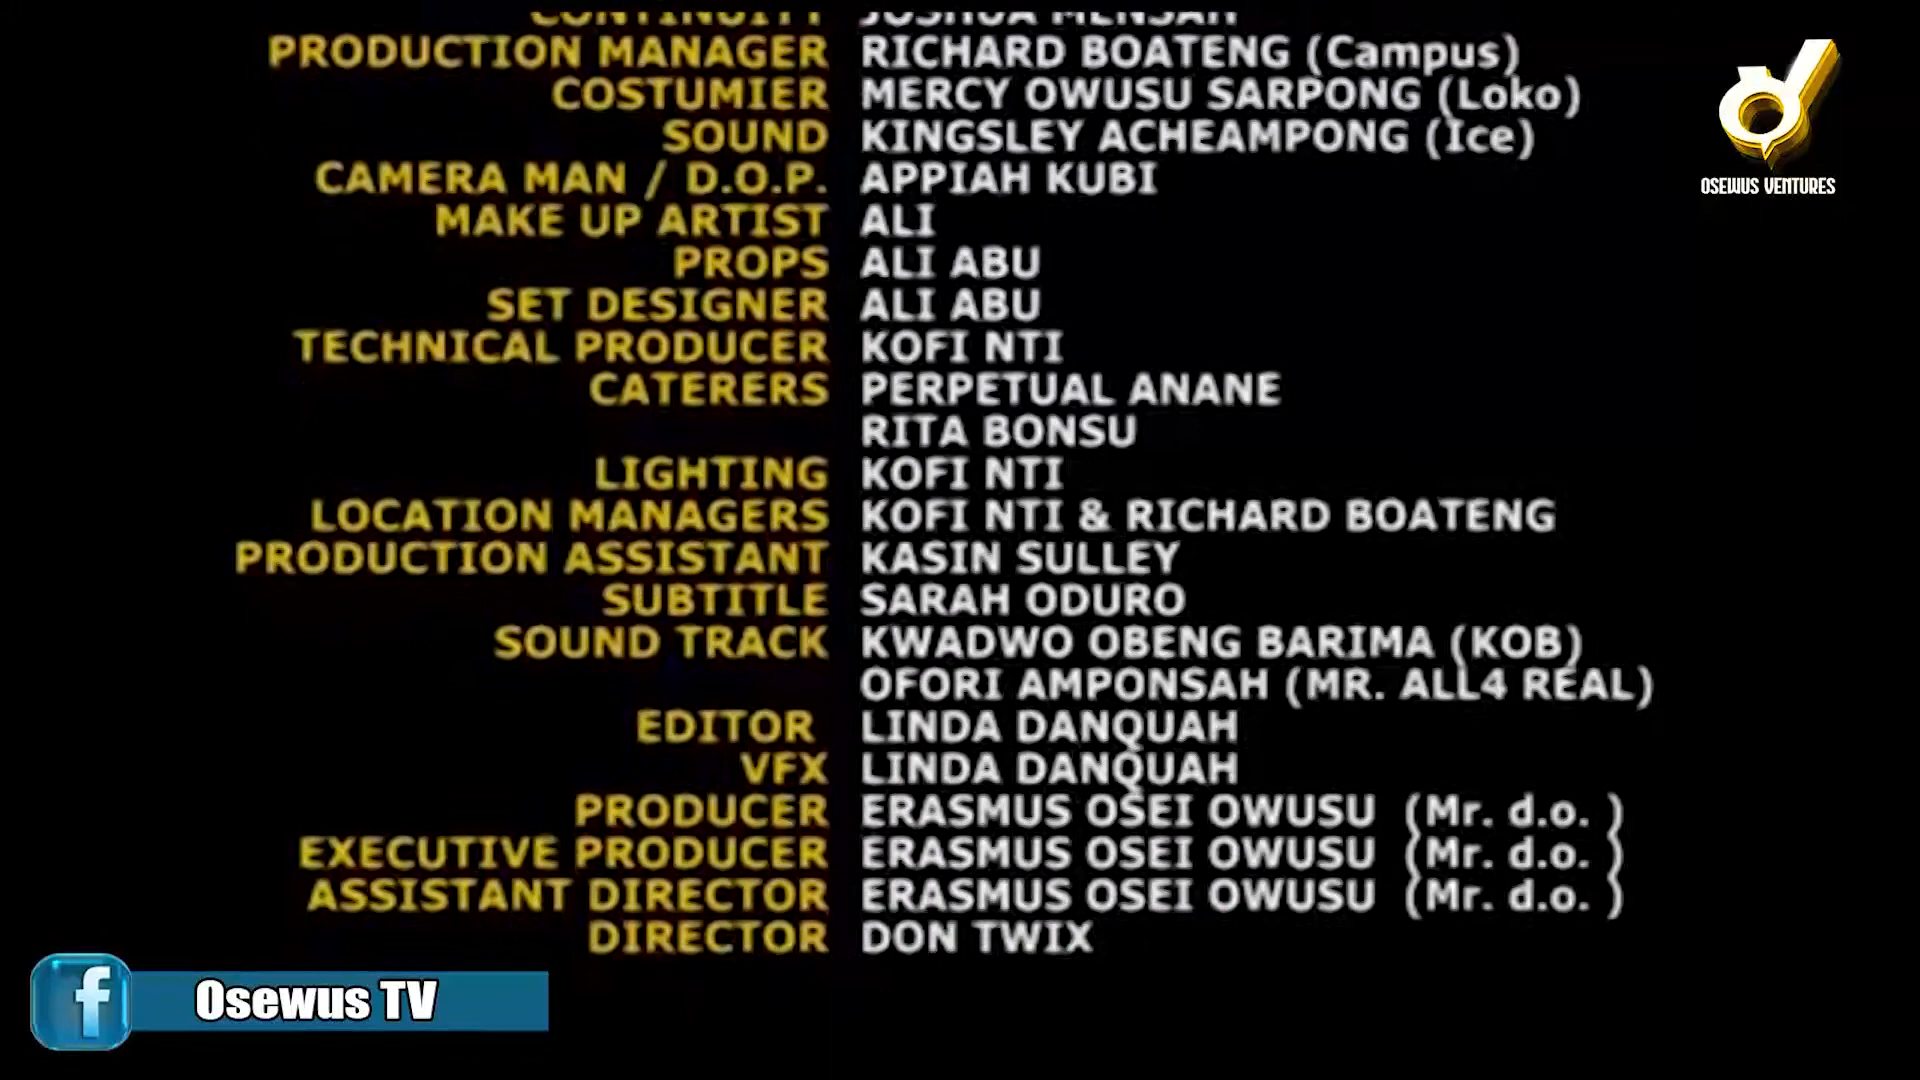 CONTINUITY JOSHUA MENSAH
PRODUCTION MANAGER RICHARD BOATENG (Campus)
COSTUMIER MERCY OWUSU SARPONG (Loko)
SOUND KINGSLEY ACHEAMPONG (Ice)
OSEWUS VENTURES
CAMERA MAN / D.O.P. APPIAH KUBI
MAKE UP ARTIST ALI
PROPS ALI ABU
SET DESIGNER ALI ABU
TECHNICAL PRODUCER KOFI NTI
CATERERS PERPETUAL ANANE
RITA BONSU
LIGHTING KOFI NTI
LOCATION MANAGERS KOFI NTI & RICHARD BOATENG
PRODUCTION ASSISTANT KASIN SULLEY
SUBTITLE SARAH ODURO
SOUND TRACK KWADWO OBENG BARIMA (KOB)
OFORI AMPONSAH (MR. ALL4 REAL)
EDITOR LINDA DANQUAH
VFX LINDA DANQUAH
PRODUCER ERASMUS OSEI OWUSU (Mr. d.o. )
EXECUTIVE PRODUCER ERASMUS OSEI OWUSU (Mr. d.o. )
ASSISTANT DIRECTOR ERASMUS OSEI OWUSU (Mr. d.o. )
DIRECTOR DON TWIX
f Osewus TV